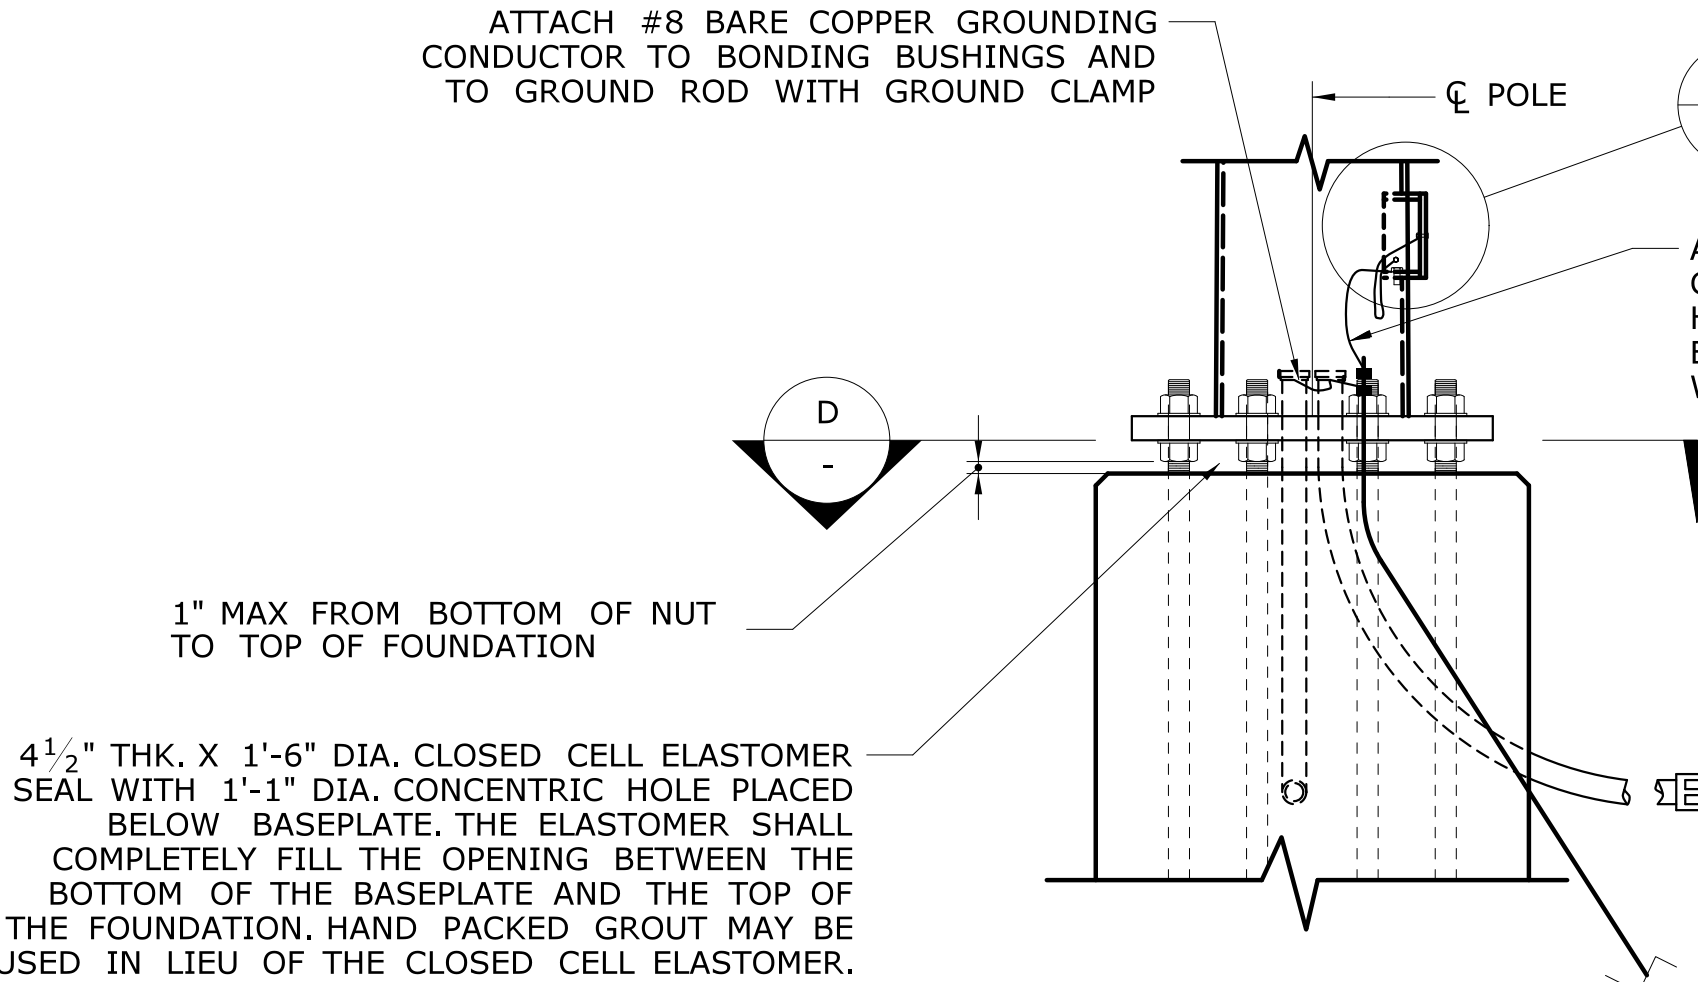 ATTACH #8 BARE COPPER GROUNDING
CONDUCTOR TO BONDING BUSHINGS AND
TO GROUND ROD WITH GROUND CLAMP
℄ POLE
D
-
1" MAX FROM BOTTOM OF NUT
TO TOP OF FOUNDATION
4½" THK. X 1'-6" DIA. CLOSED CELL ELASTOMER
SEAL WITH 1'-1" DIA. CONCENTRIC HOLE PLACED
BELOW BASEPLATE. THE ELASTOMER SHALL
COMPLETELY FILL THE OPENING BETWEEN THE
BOTTOM OF THE BASEPLATE AND THE TOP OF
THE FOUNDATION. HAND PACKED GROUT MAY BE
USED IN LIEU OF THE CLOSED CELL ELASTOMER.